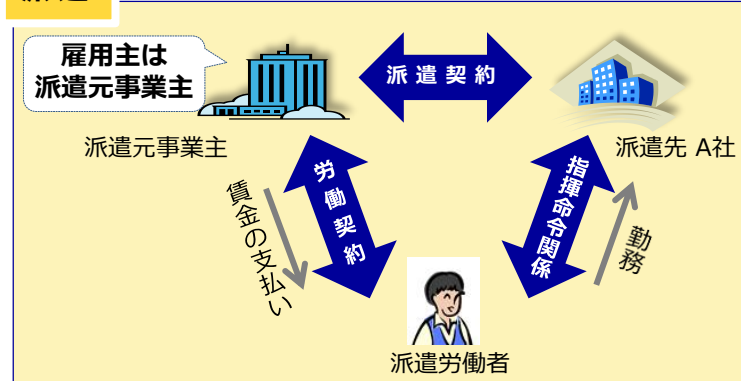 雇用主は
派遣元事業主
派遣契約
派遣元事業主
派遣先 A社
労働契約
賃金の支払い
指揮命令関係
勤務
派遣労働者